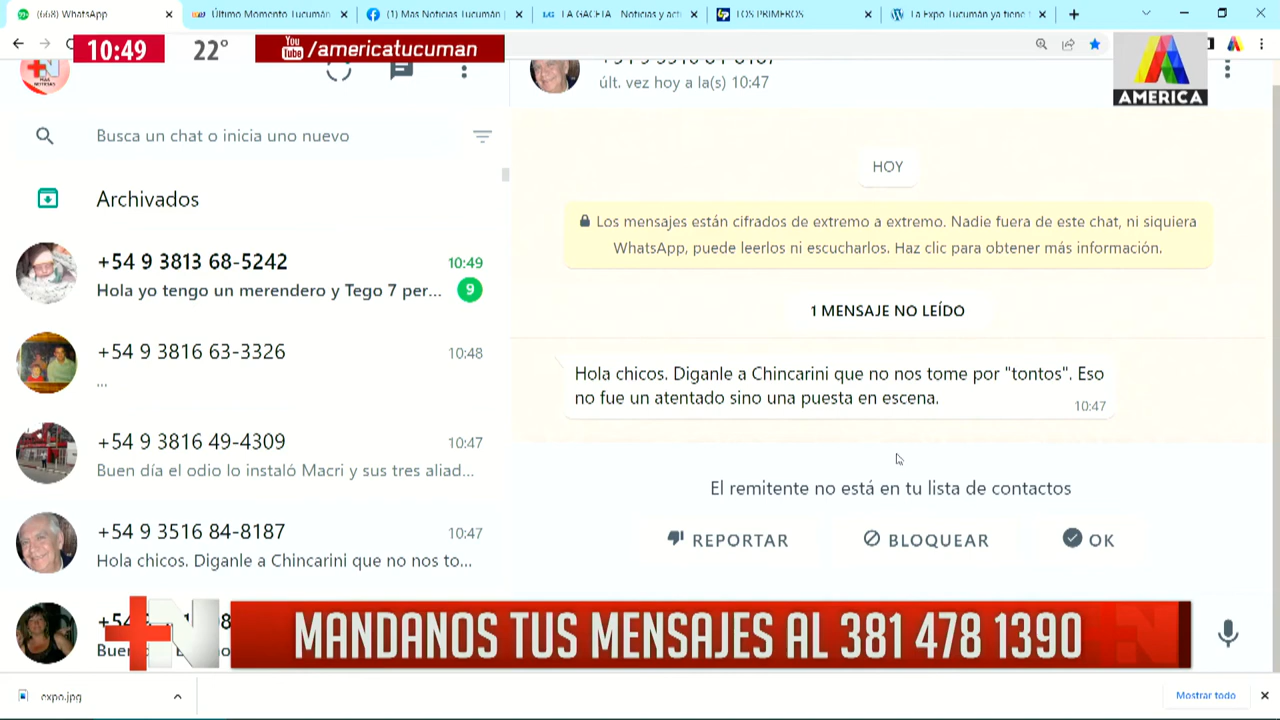 (668) WhatsApp
Último Momento Tucumán
(1) Mas Noticias Tucumán
LA GACETA - Noticias y act
LOS PRIMEROS
La Expo Tucumán ya tiene
10:49
22°
You Tube /americatucuman
AMERICA
últ. vez hoy a la(s) 10:47
Busca un chat o inicia uno nuevo
HOY
Archivados
Los mensajes están cifrados de extremo a extremo. Nadie fuera de este chat, ni siquiera
WhatsApp, puede leerlos ni escucharlos. Haz clic para obtener más información.
+54 9 3813 68-5242
10:49
Hola yo tengo un merendero y Tego 7 per...
9
1 MENSAJE NO LEÍDO
+54 9 3816 63-3326
10:48
...
Hola chicos. Diganle a Chincarini que no nos tome por "tontos". Eso
no fue un atentado sino una puesta en escena.
10:47
+54 9 3816 49-4309
10:47
Buen día el odio lo instaló Macri y sus tres aliad...
El remitente no está en tu lista de contactos
+54 9 3516 84-8187
10:47
Hola chicos. Diganle a Chincarini que no nos to...
REPORTAR
BLOQUEAR
OK
+N
MANDANOS TUS MENSAJES AL 381 478 1390
expo.jpg
Mostrar todo